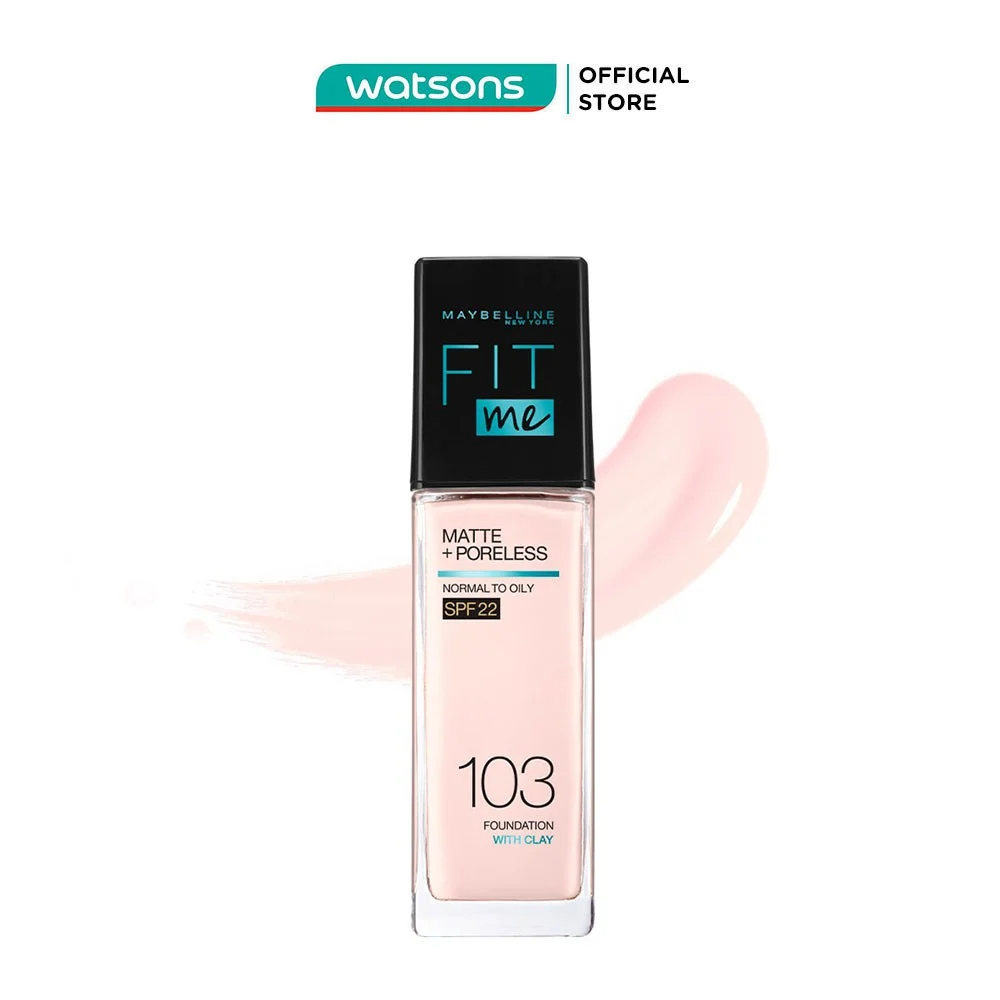 watsons
OFFICIAL
STORE
MAYBELLINE
NEW YORK
FIT
me
MATTE
+ PORELESS
NORMAL TO OILY
SPF 22
103
FOUNDATION
WITH CLAY